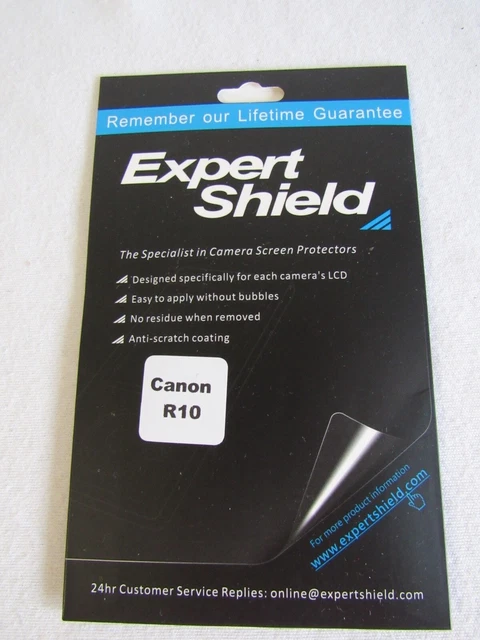 Remember our Lifetime Guarantee
Expert
Shield
The Specialist in Camera Screen Protectors
Designed specifically for each camera's LCD
Easy to apply without bubbles
No residue when removed
Anti-scratch coating
Canon
R10
For more product information
www.expertshield.com
24hr Customer Service Replies: online@expertshield.com